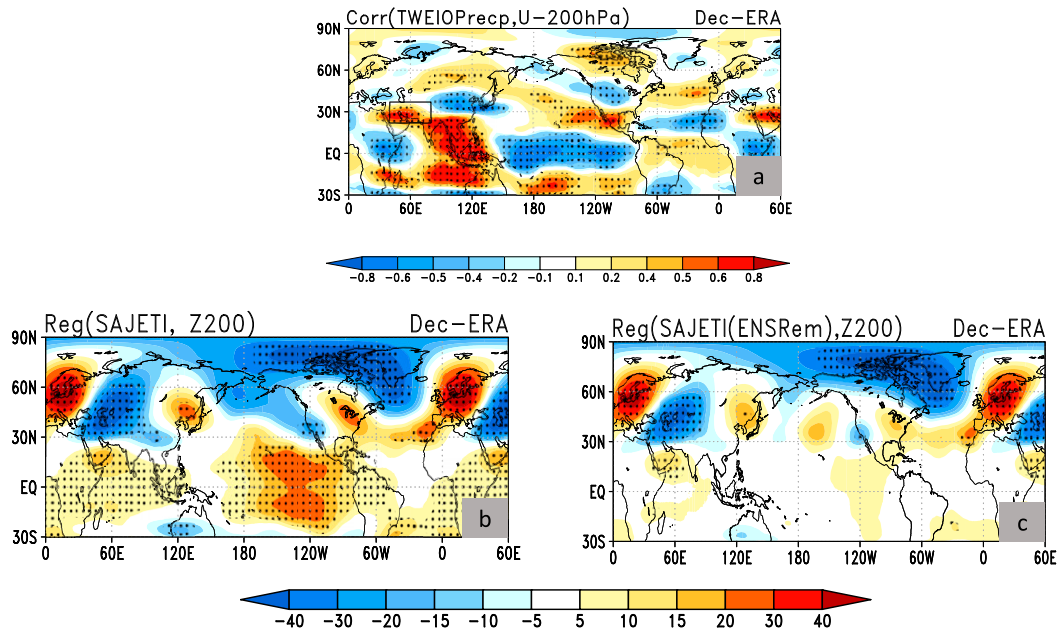 Corr(TWEIOPrecp,U-200hPa) Dec-ERA
90N
60N
30N
EQ
30S
0 60E 120E 180 120W 60W 0 60E
a
-0.8 -0.6 -0.5 -0.4 -0.2 -0.1 0.1 0.2 0.4 0.5 0.6 0.8
Reg(SAJETI, Z200) Dec-ERA
90N
60N
30N
EQ
30S
0 60E 120E 180 120W 60W 0 60E
b
Reg(SAJETI(ENSRem),Z200) Dec-ERA
90N
60N
30N
EQ
30S
0 60E 120E 180 120W 60W 0 60E
c
-40 -30 -20 -15 -10 -5 5 10 15 20 30 40